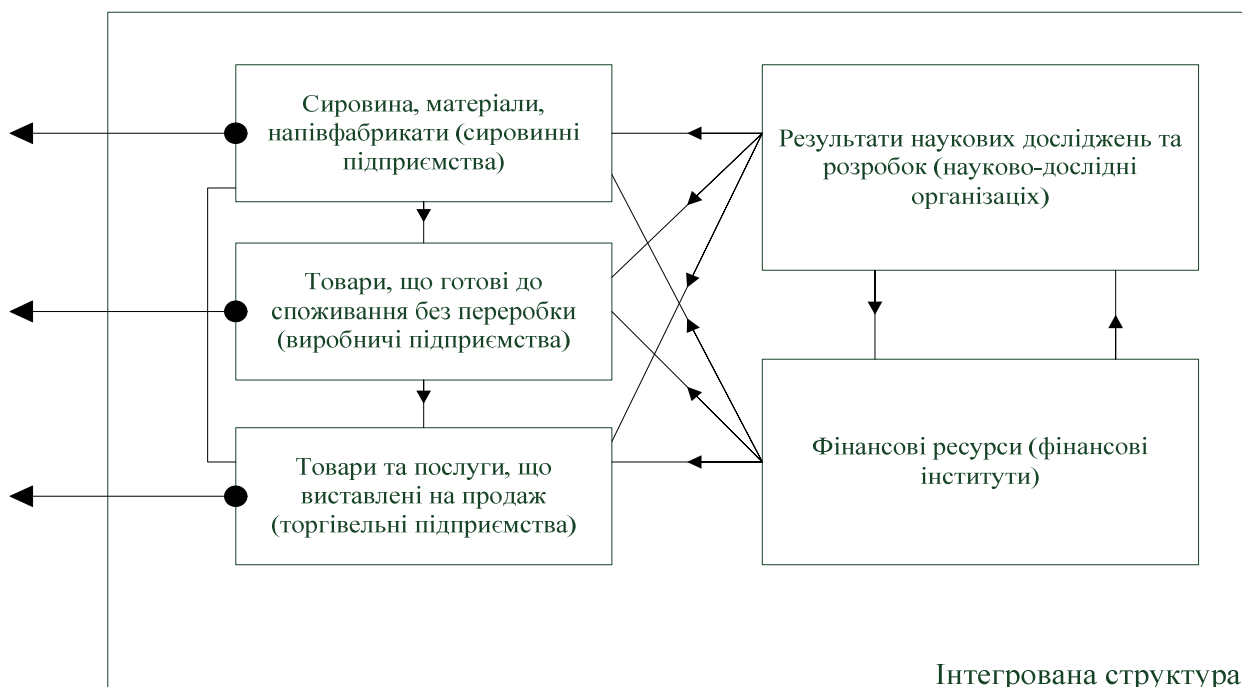 Сировина, матеріали,
напівфабрикати (сировинні
підприємства)
Результати наукових досліджень та
розробок (науково-дослідні
організаціх)
Товари, що готові до
споживання без переробки
(виробничі підприємства)
Товари та послуги, що
виставлені на продаж
(торгівельні підприємства)
Фінансові ресурси (фінансові
інститути)
Інтегрована структура